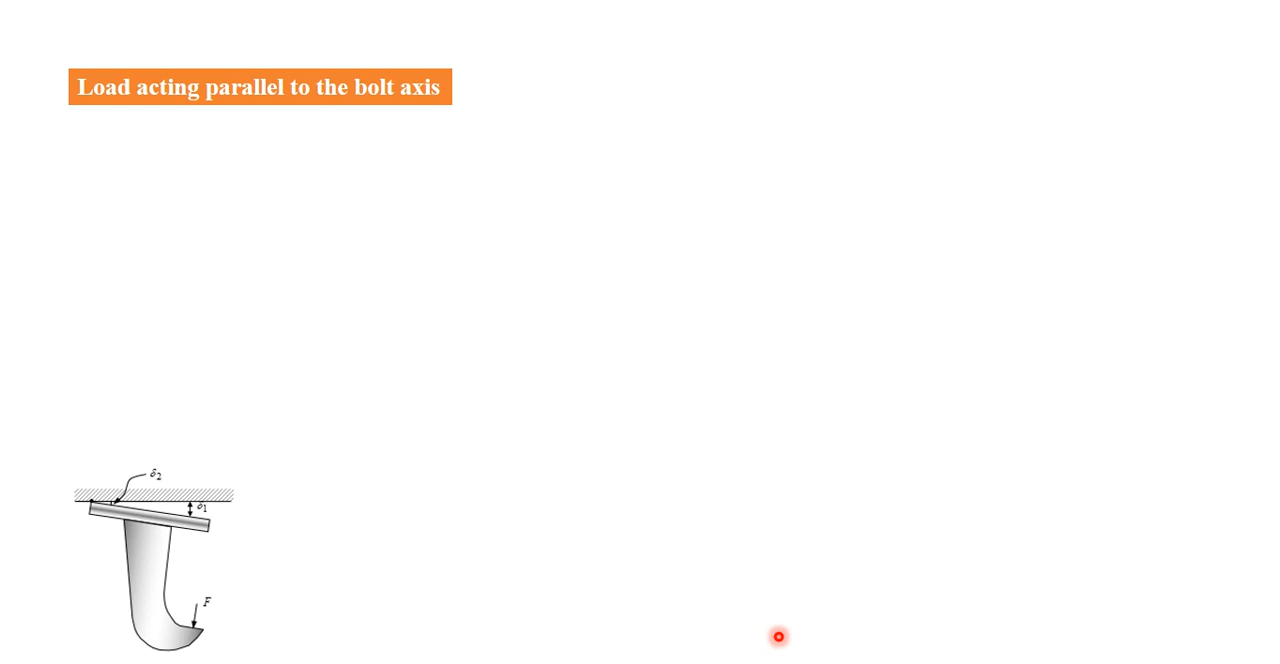 Load acting parallel to the bolt axis
δ2
δ1
F